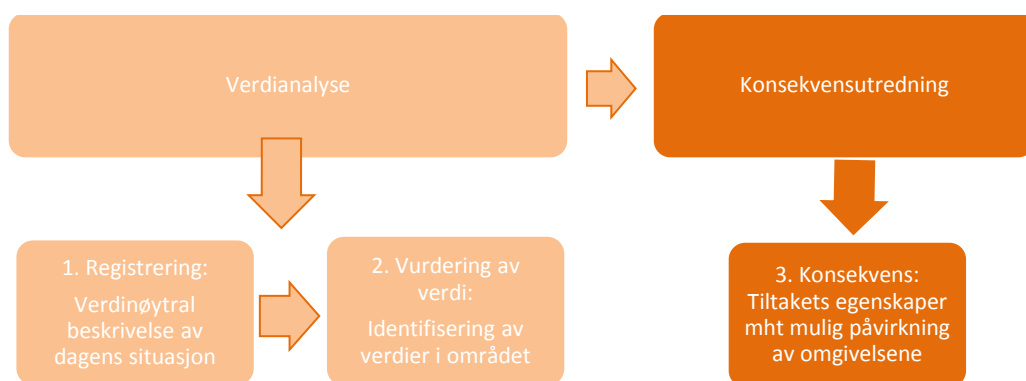 Verdianalyse
Konsekvensutredning
1. Registrering:
Verdinøytral
beskrivelse av
dagens situasjon
2. Vurdering av
verdi:
Identifisering av
verdier i området
3. Konsekvens:
Tiltakets egenskaper
mht mulig påvirkning
av omgivelsene